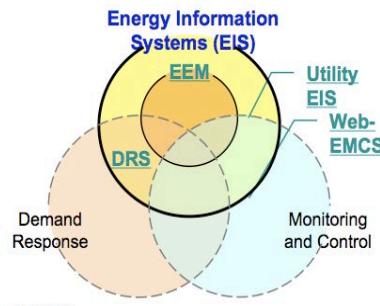 Energy Information
Systems (EIS)
EEM
Utility
EIS
Web-
EMCS
DRS
Demand
Response
Monitoring
and Control